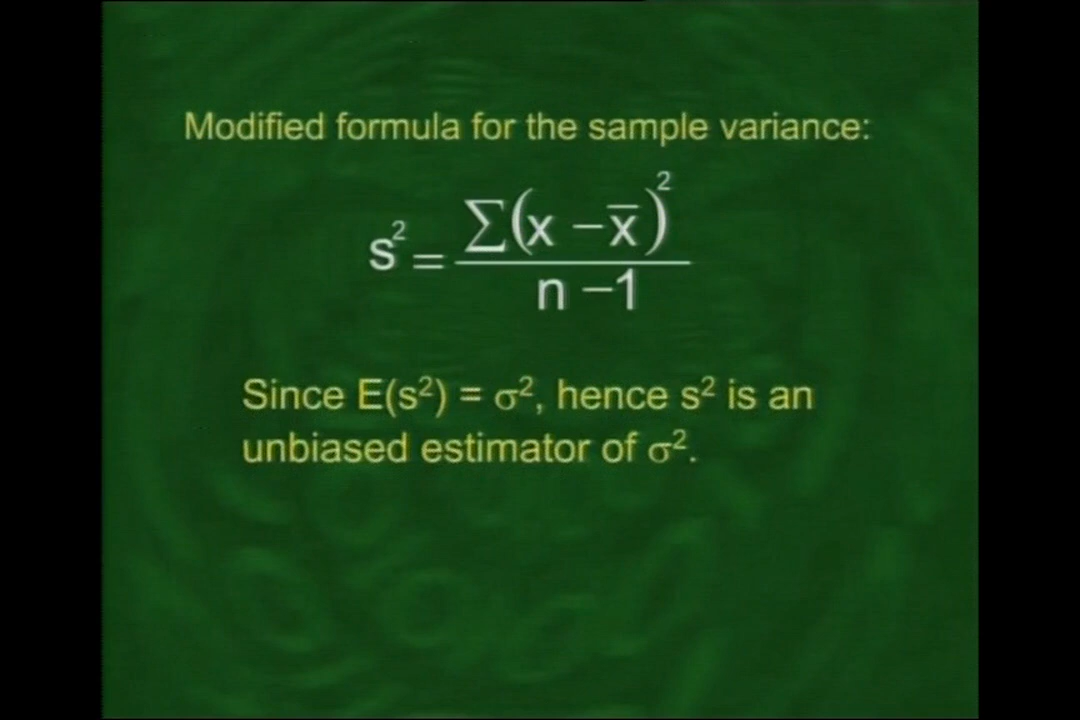 Modified formula for the sample variance:
s² = ∑(x − x̅)² / n − 1
Since E(s²) = σ², hence s² is an
unbiased estimator of σ².